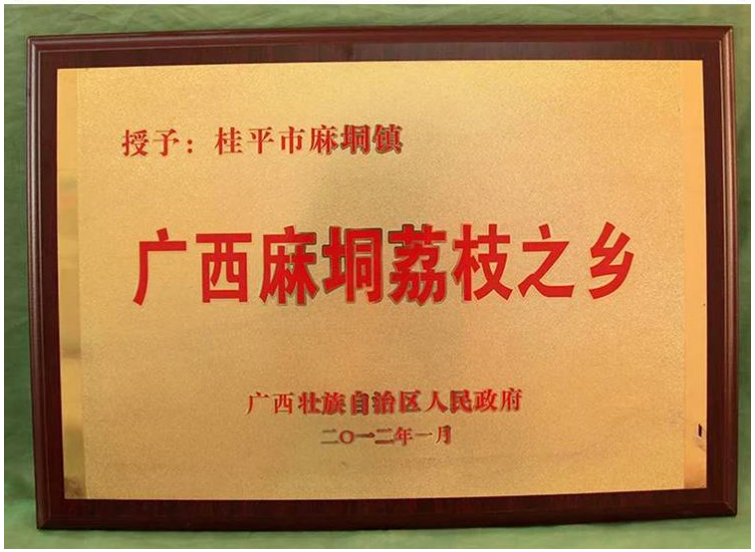 授予：桂平市麻垌镇
广西麻垌荔枝之乡
广西壮族自治区人民政府
二〇一二年一月